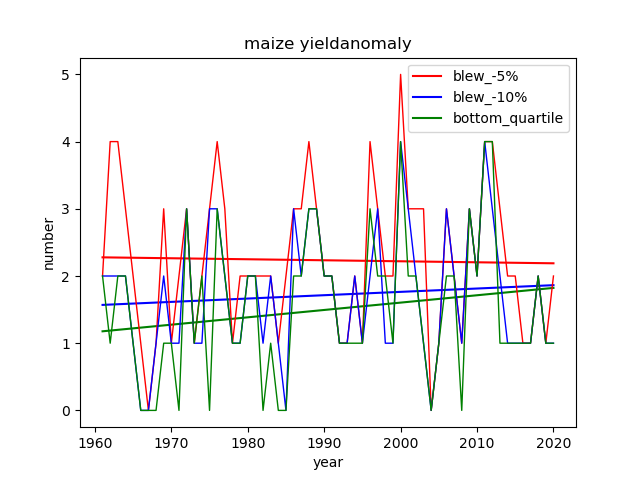 maize yieldanomaly
blew_-5%
blew_-10%
bottom_quartile
number
5
4
3
2
1
0
1960 1970 1980 1990 2000 2010 2020
year